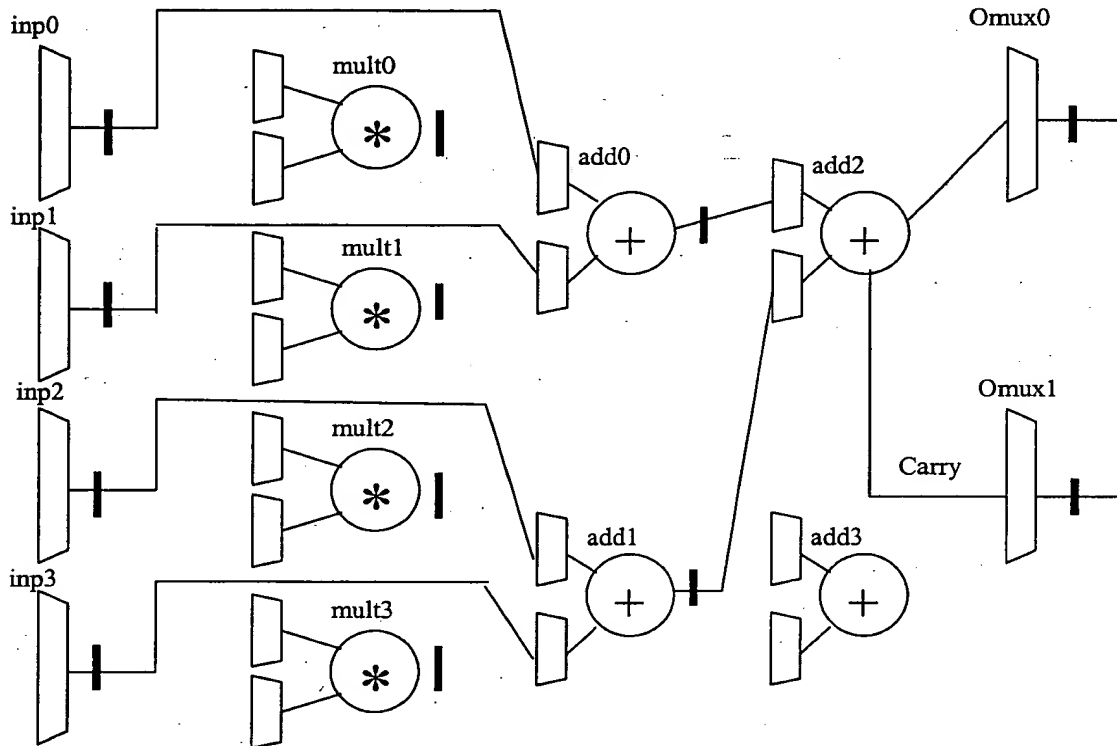 inp0
Omux0
mult0
*
add0
add2
+
+
inp1
mult1
*
inp2
Omux1
mult2
*
Carry
add1
add3
+
+
inp3
mult3
*